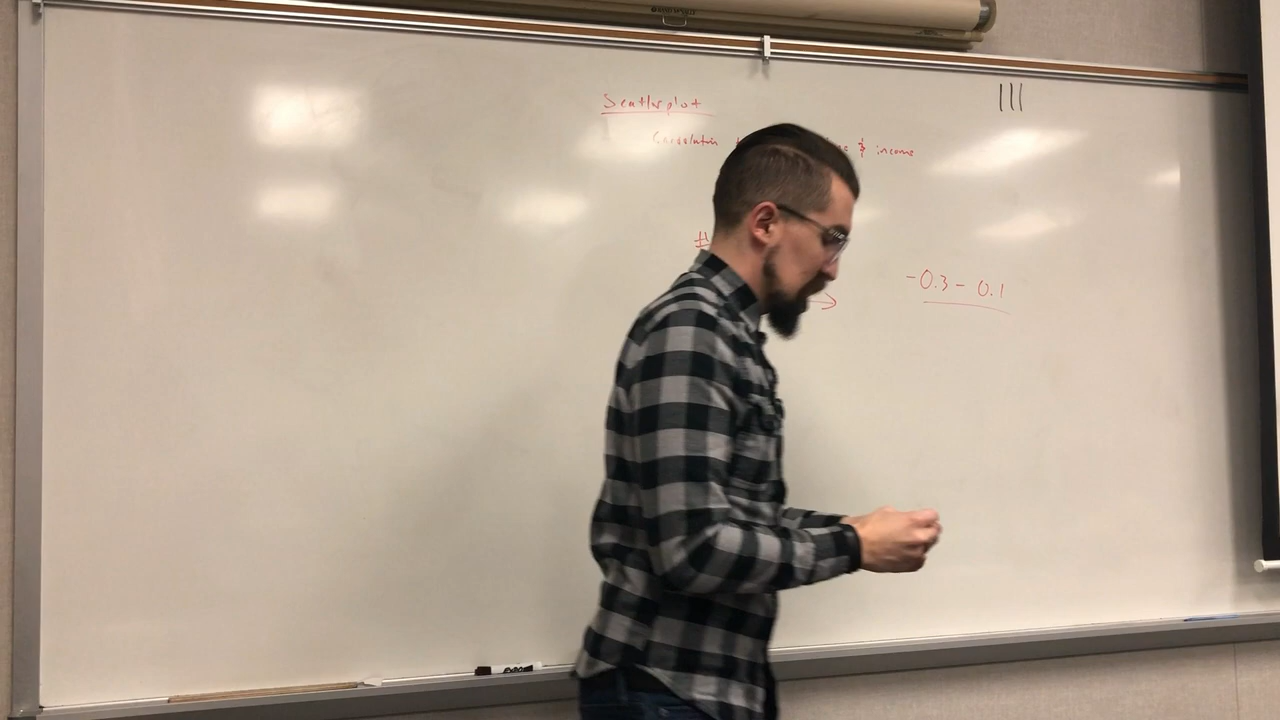 Scatterplot
|||
Correlation & income
#
→ -0.3 - 0.1